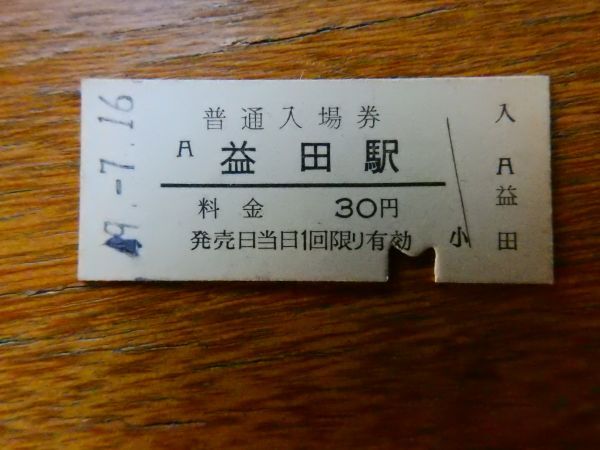 普通入場券
A 益田駅
料金 30円
発売日当日1回限り有効
小
入 A 益田
49.-7.16